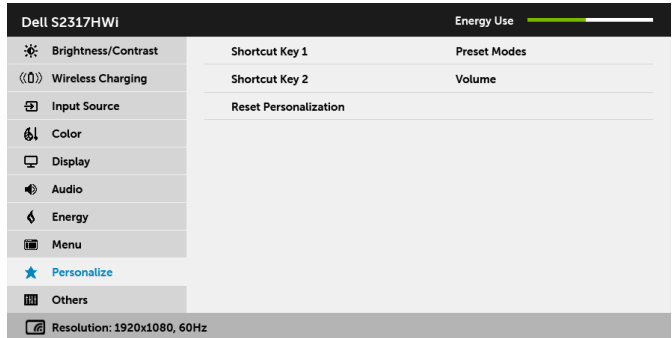 Dell S2317HWi
Energy Use
Brightness/Contrast
Wireless Charging
Input Source
Color
Display
Audio
Energy
Menu
Personalize
Others
Shortcut Key 1 Preset Modes
Shortcut Key 2 Volume
Reset Personalization
Resolution: 1920x1080, 60Hz